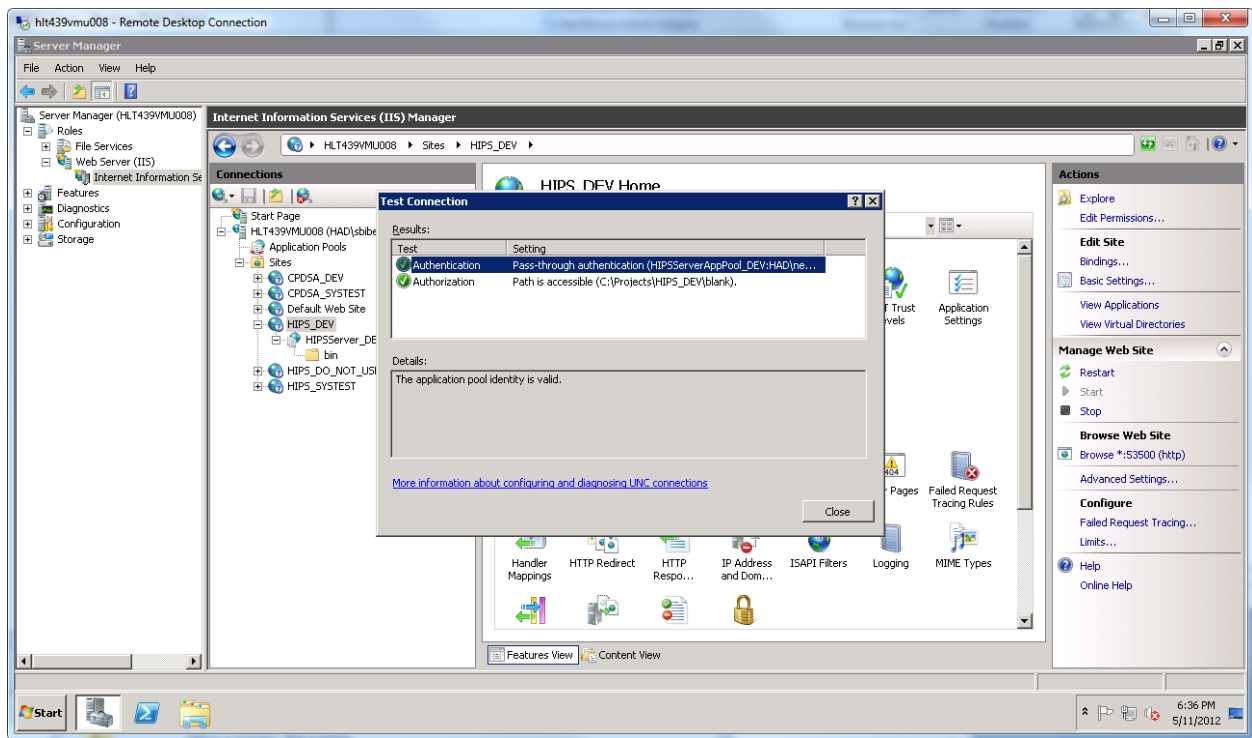 hlt439vmu008 - Remote Desktop Connection
Server Manager
File Action View Help
Server Manager (HLT439VMU008)
Roles
File Services
Web Server (IIS)
Internet Information Se
Features
Diagnostics
Configuration
Storage
Internet Information Services (IIS) Manager
HLT439VMU008 Sites HIPS_DEV
Connections
Start Page
HLT439VMU008 (HAD\sbibe
Application Pools
Sites
CPDSA_DEV
CPDSA_SYSTEST
Default Web Site
HIPS_DEV
HIPSServer_DE
bin
HIPS_DO_NOT_USE
HIPS_SYSTEST
HIPS_DEV Home
Test Connection
Results:
Test Setting
Authentication Pass-through authentication (HIPSServerAppPool_DEV:HAD\ne...
Authorization Path is accessible (C:\Projects\HIPS_DEV\blank).
Details:
The application pool identity is valid.
More information about configuring and diagnosing UNC connections
Close
T Trust
evels
Application
Settings
404
Pages
Failed Request
Tracing Rules
Handler
Mappings
HTTP Redirect
HTTP
Respo...
IP Address
and Dom...
ISAPI Filters
Logging
MIME Types
Features View
Content View
Actions
Explore
Edit Permissions...
Edit Site
Bindings...
Basic Settings...
View Applications
View Virtual Directories
Manage Web Site
Restart
Start
Stop
Browse Web Site
Browse *:53500 (http)
Advanced Settings...
Configure
Failed Request Tracing...
Limits...
Help
Online Help
Start
6:36 PM
5/11/2012